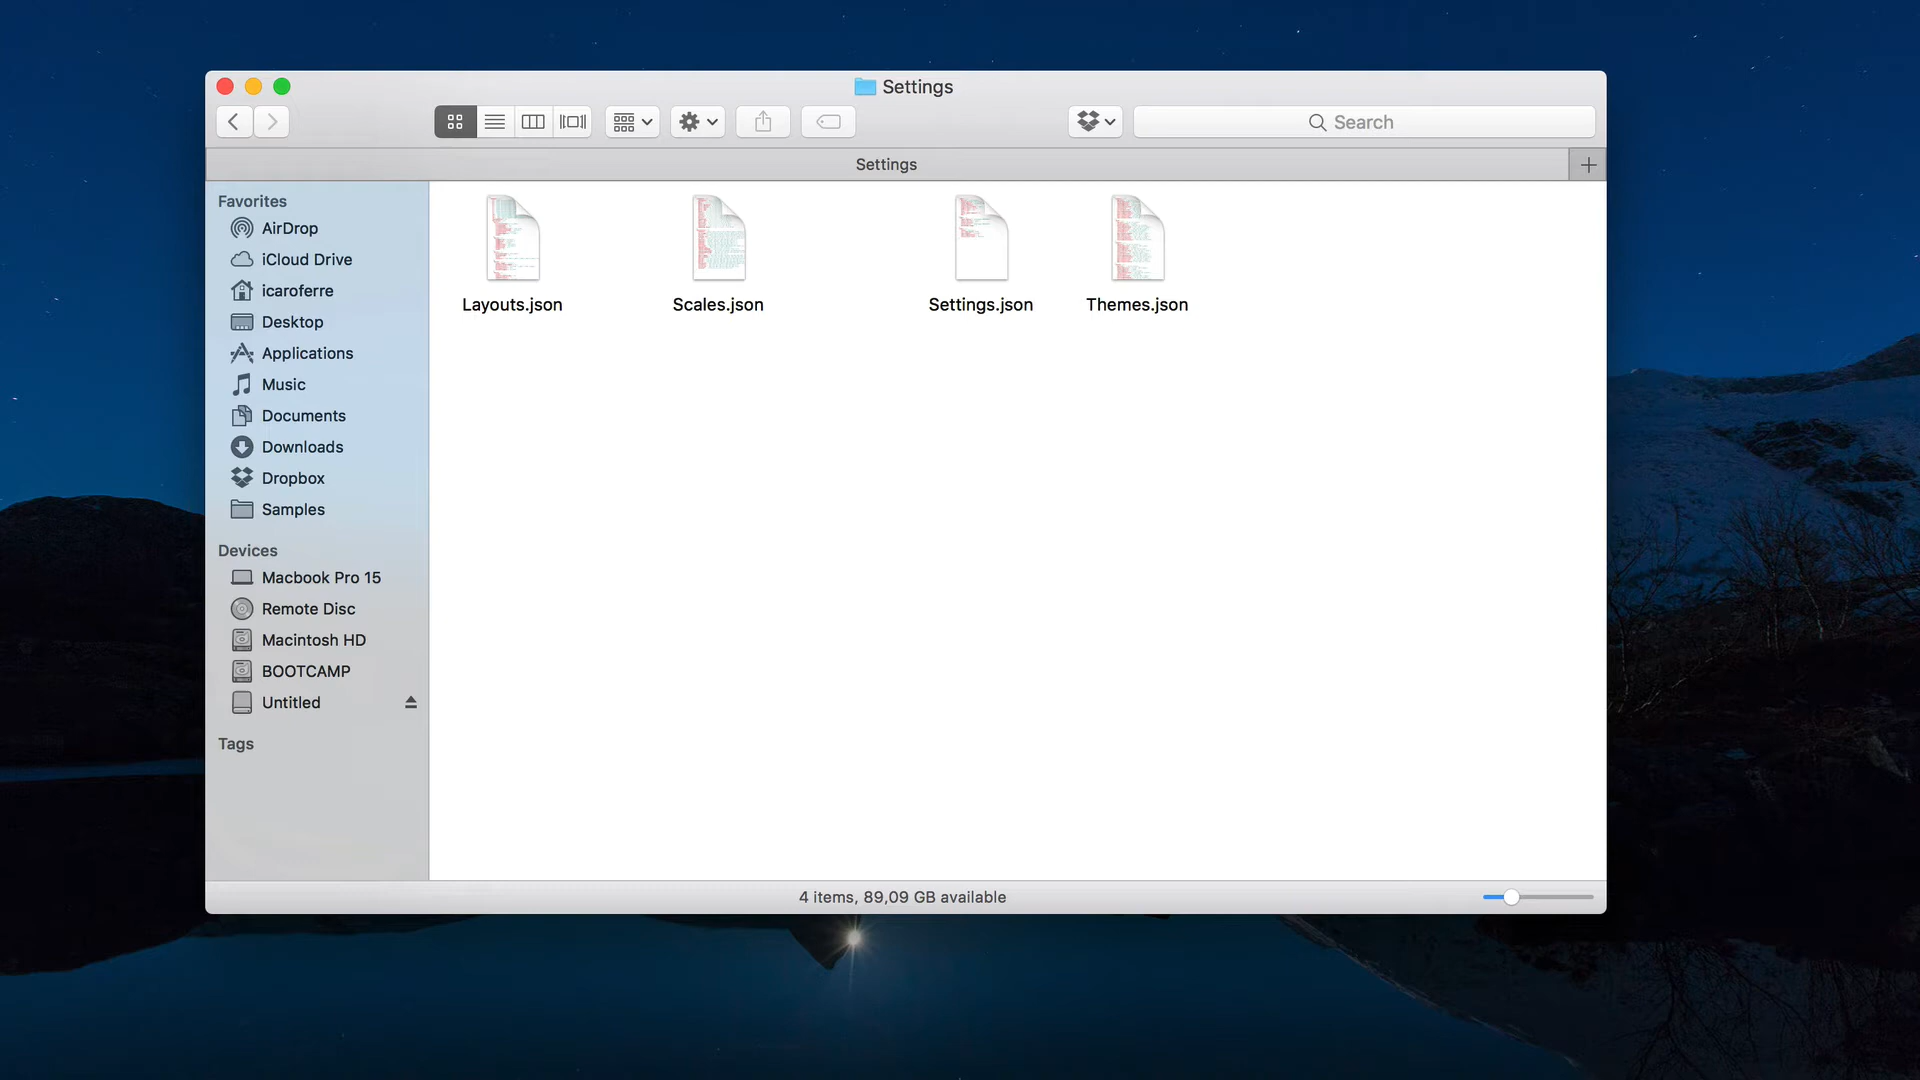 Settings
Search
Settings
Favorites
AirDrop
iCloud Drive
icaroferre
Desktop
Applications
Music
Documents
Downloads
Dropbox
Samples
Devices
Macbook Pro 15
Remote Disc
Macintosh HD
BOOTCAMP
Untitled
Tags
Layouts.json
Scales.json
Settings.json
Themes.json
4 items, 89,09 GB available